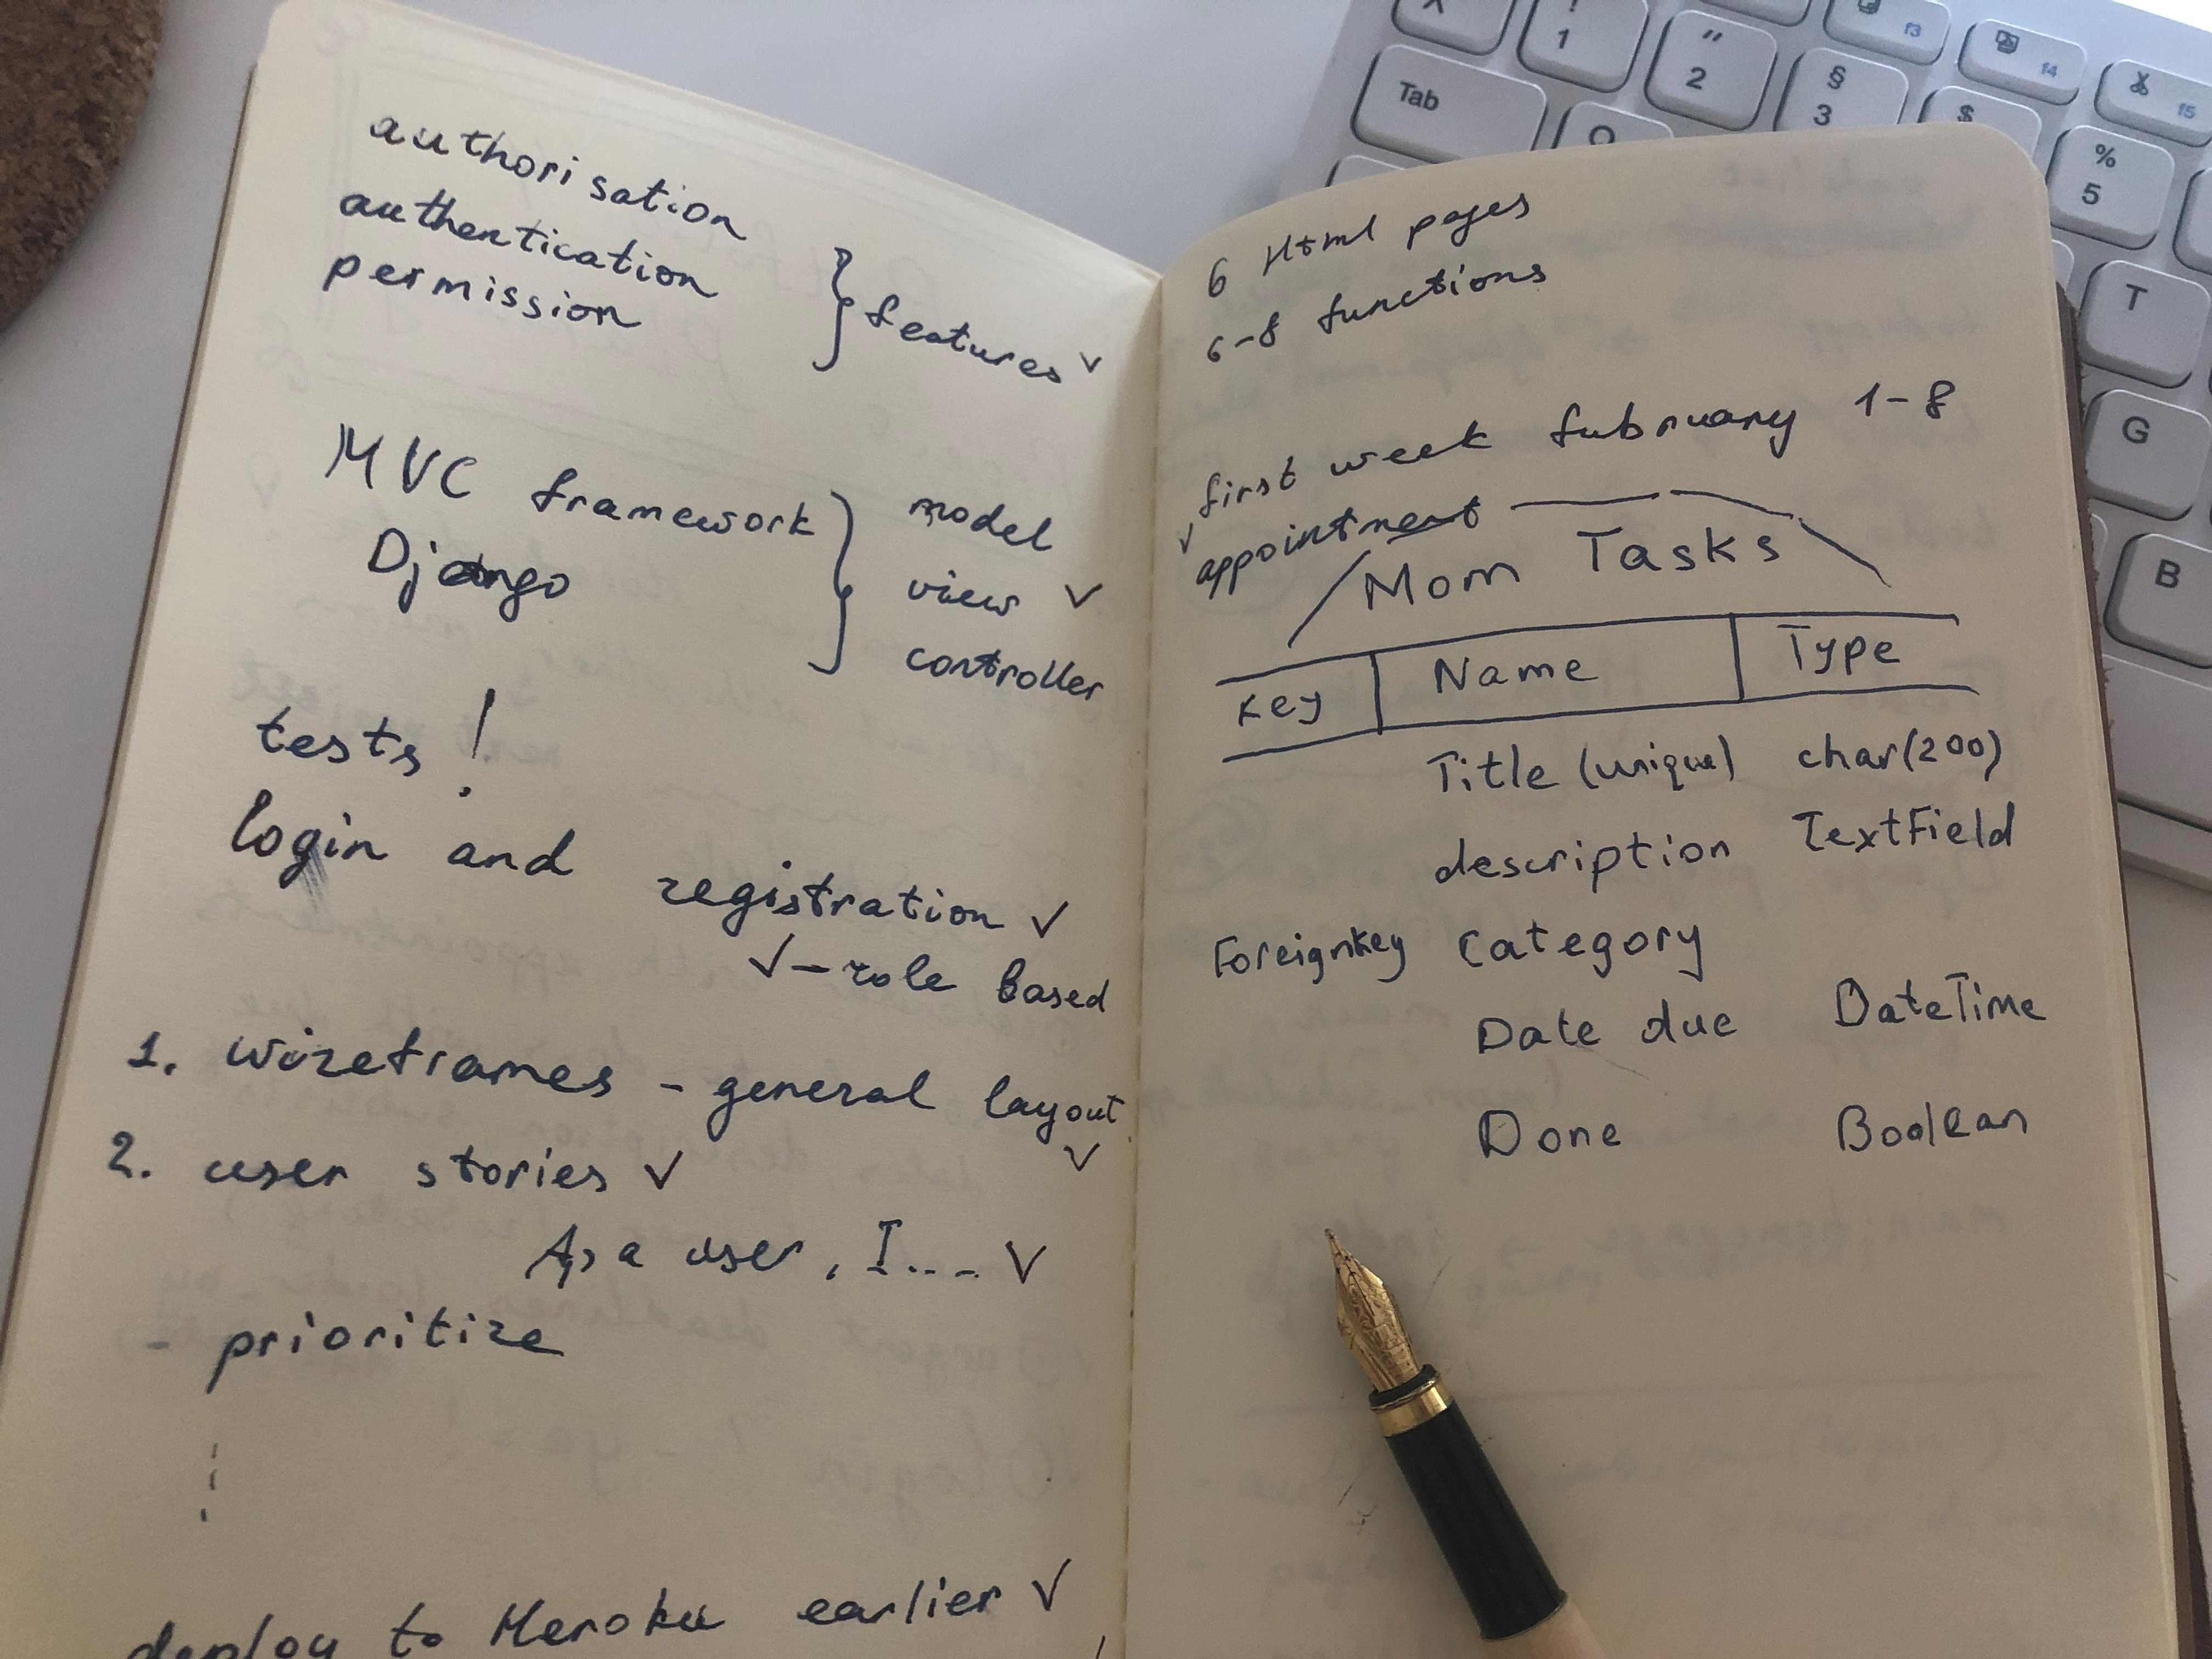 authorisation
authentication
permission
} features ✓
MVC framework
Django
} model
view ✓
controller
tests !
login and registration ✓
✓ - role based
1. wireframes - general layout
✓
2. user stories ✓
As a user, I... ✓
- prioritize
deploy to Heroku earlier ✓
6 Html pages
6-8 functions
first week februrary 1-8
✓ appointment
Mom Tasks
Key Name Type
Title (unique) char(200)
description TextField
ForeignKey Category
Date due DateTime
Done Boolean
Tab
1
" 2
§ 3
$
% 5
f3
f4
f5
T
G
B